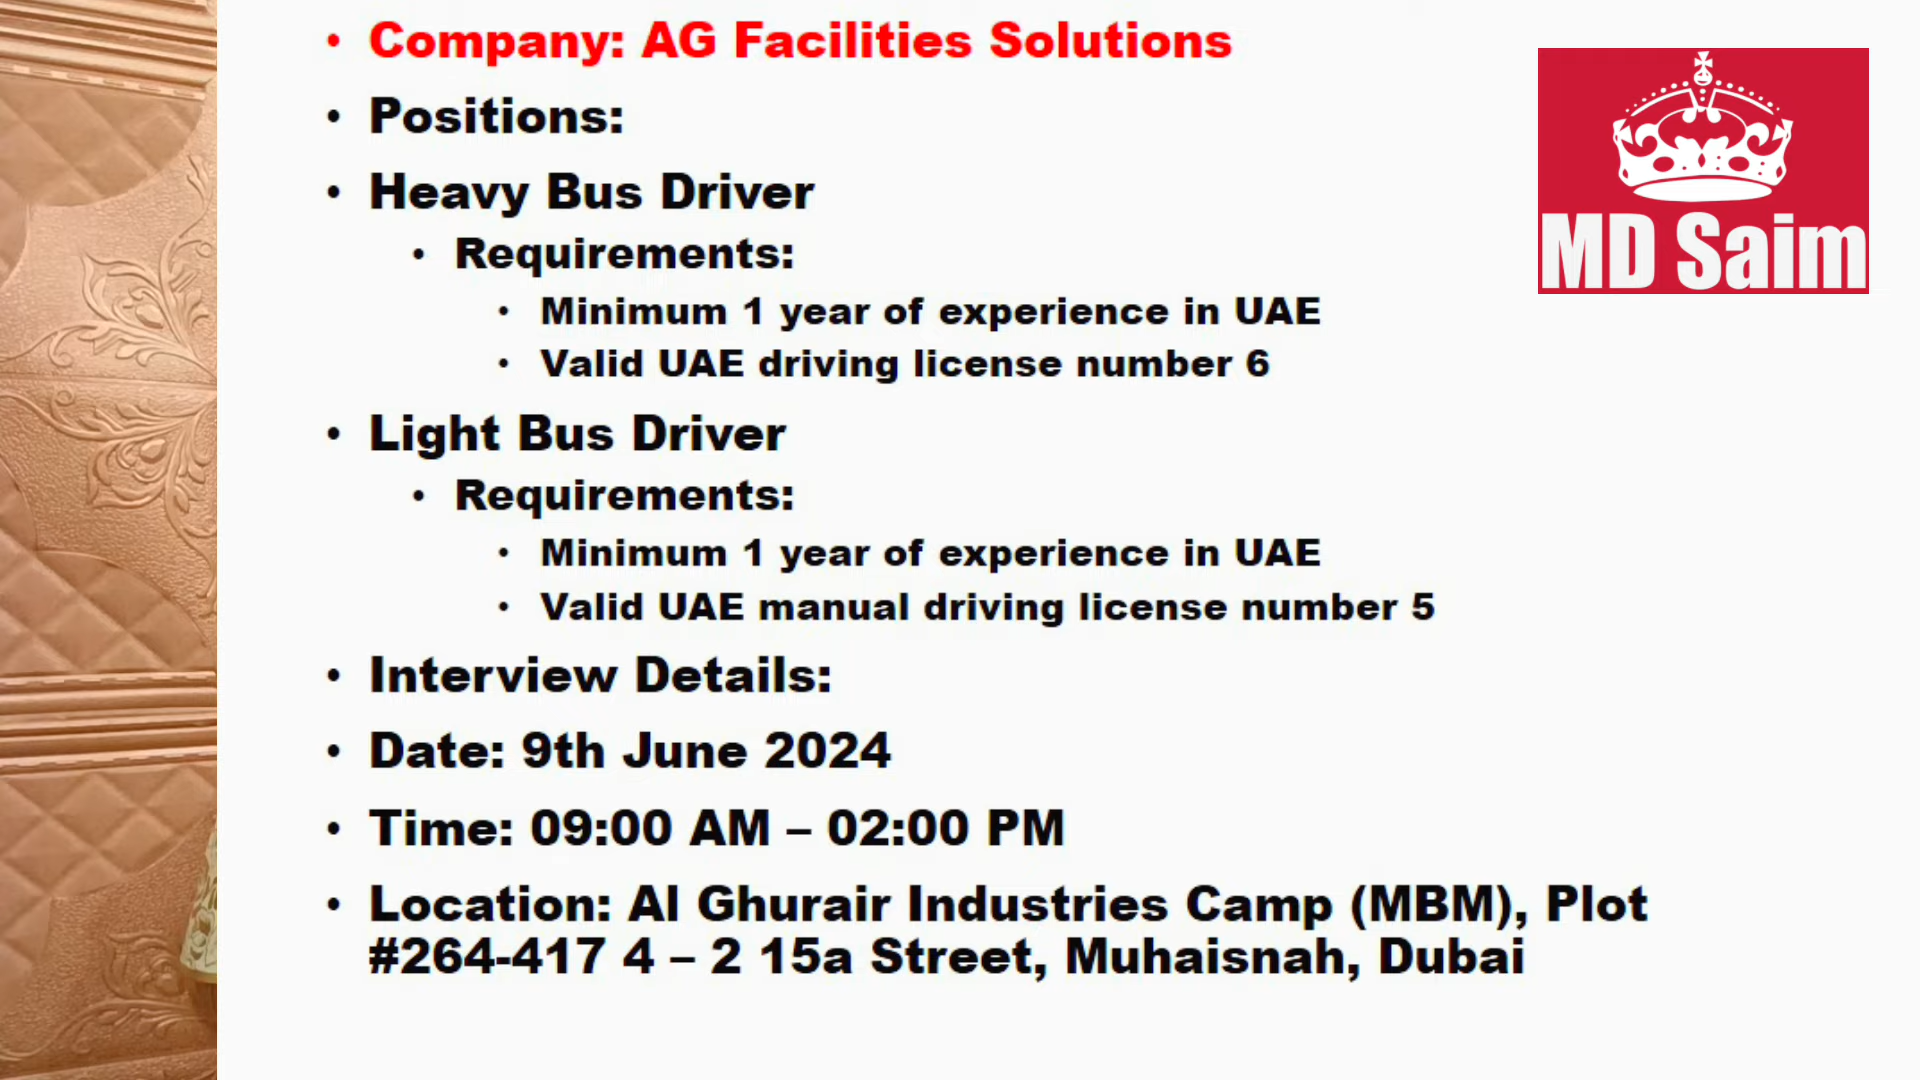 Company: AG Facilities Solutions
Positions:
Heavy Bus Driver
Requirements:
Minimum 1 year of experience in UAE
Valid UAE driving license number 6
Light Bus Driver
Requirements:
Minimum 1 year of experience in UAE
Valid UAE manual driving license number 5
Interview Details:
Date: 9th June 2024
Time: 09:00 AM – 02:00 PM
Location: Al Ghurair Industries Camp (MBM), Plot
#264-417 4 – 2 15a Street, Muhaisnah, Dubai
MD Saim